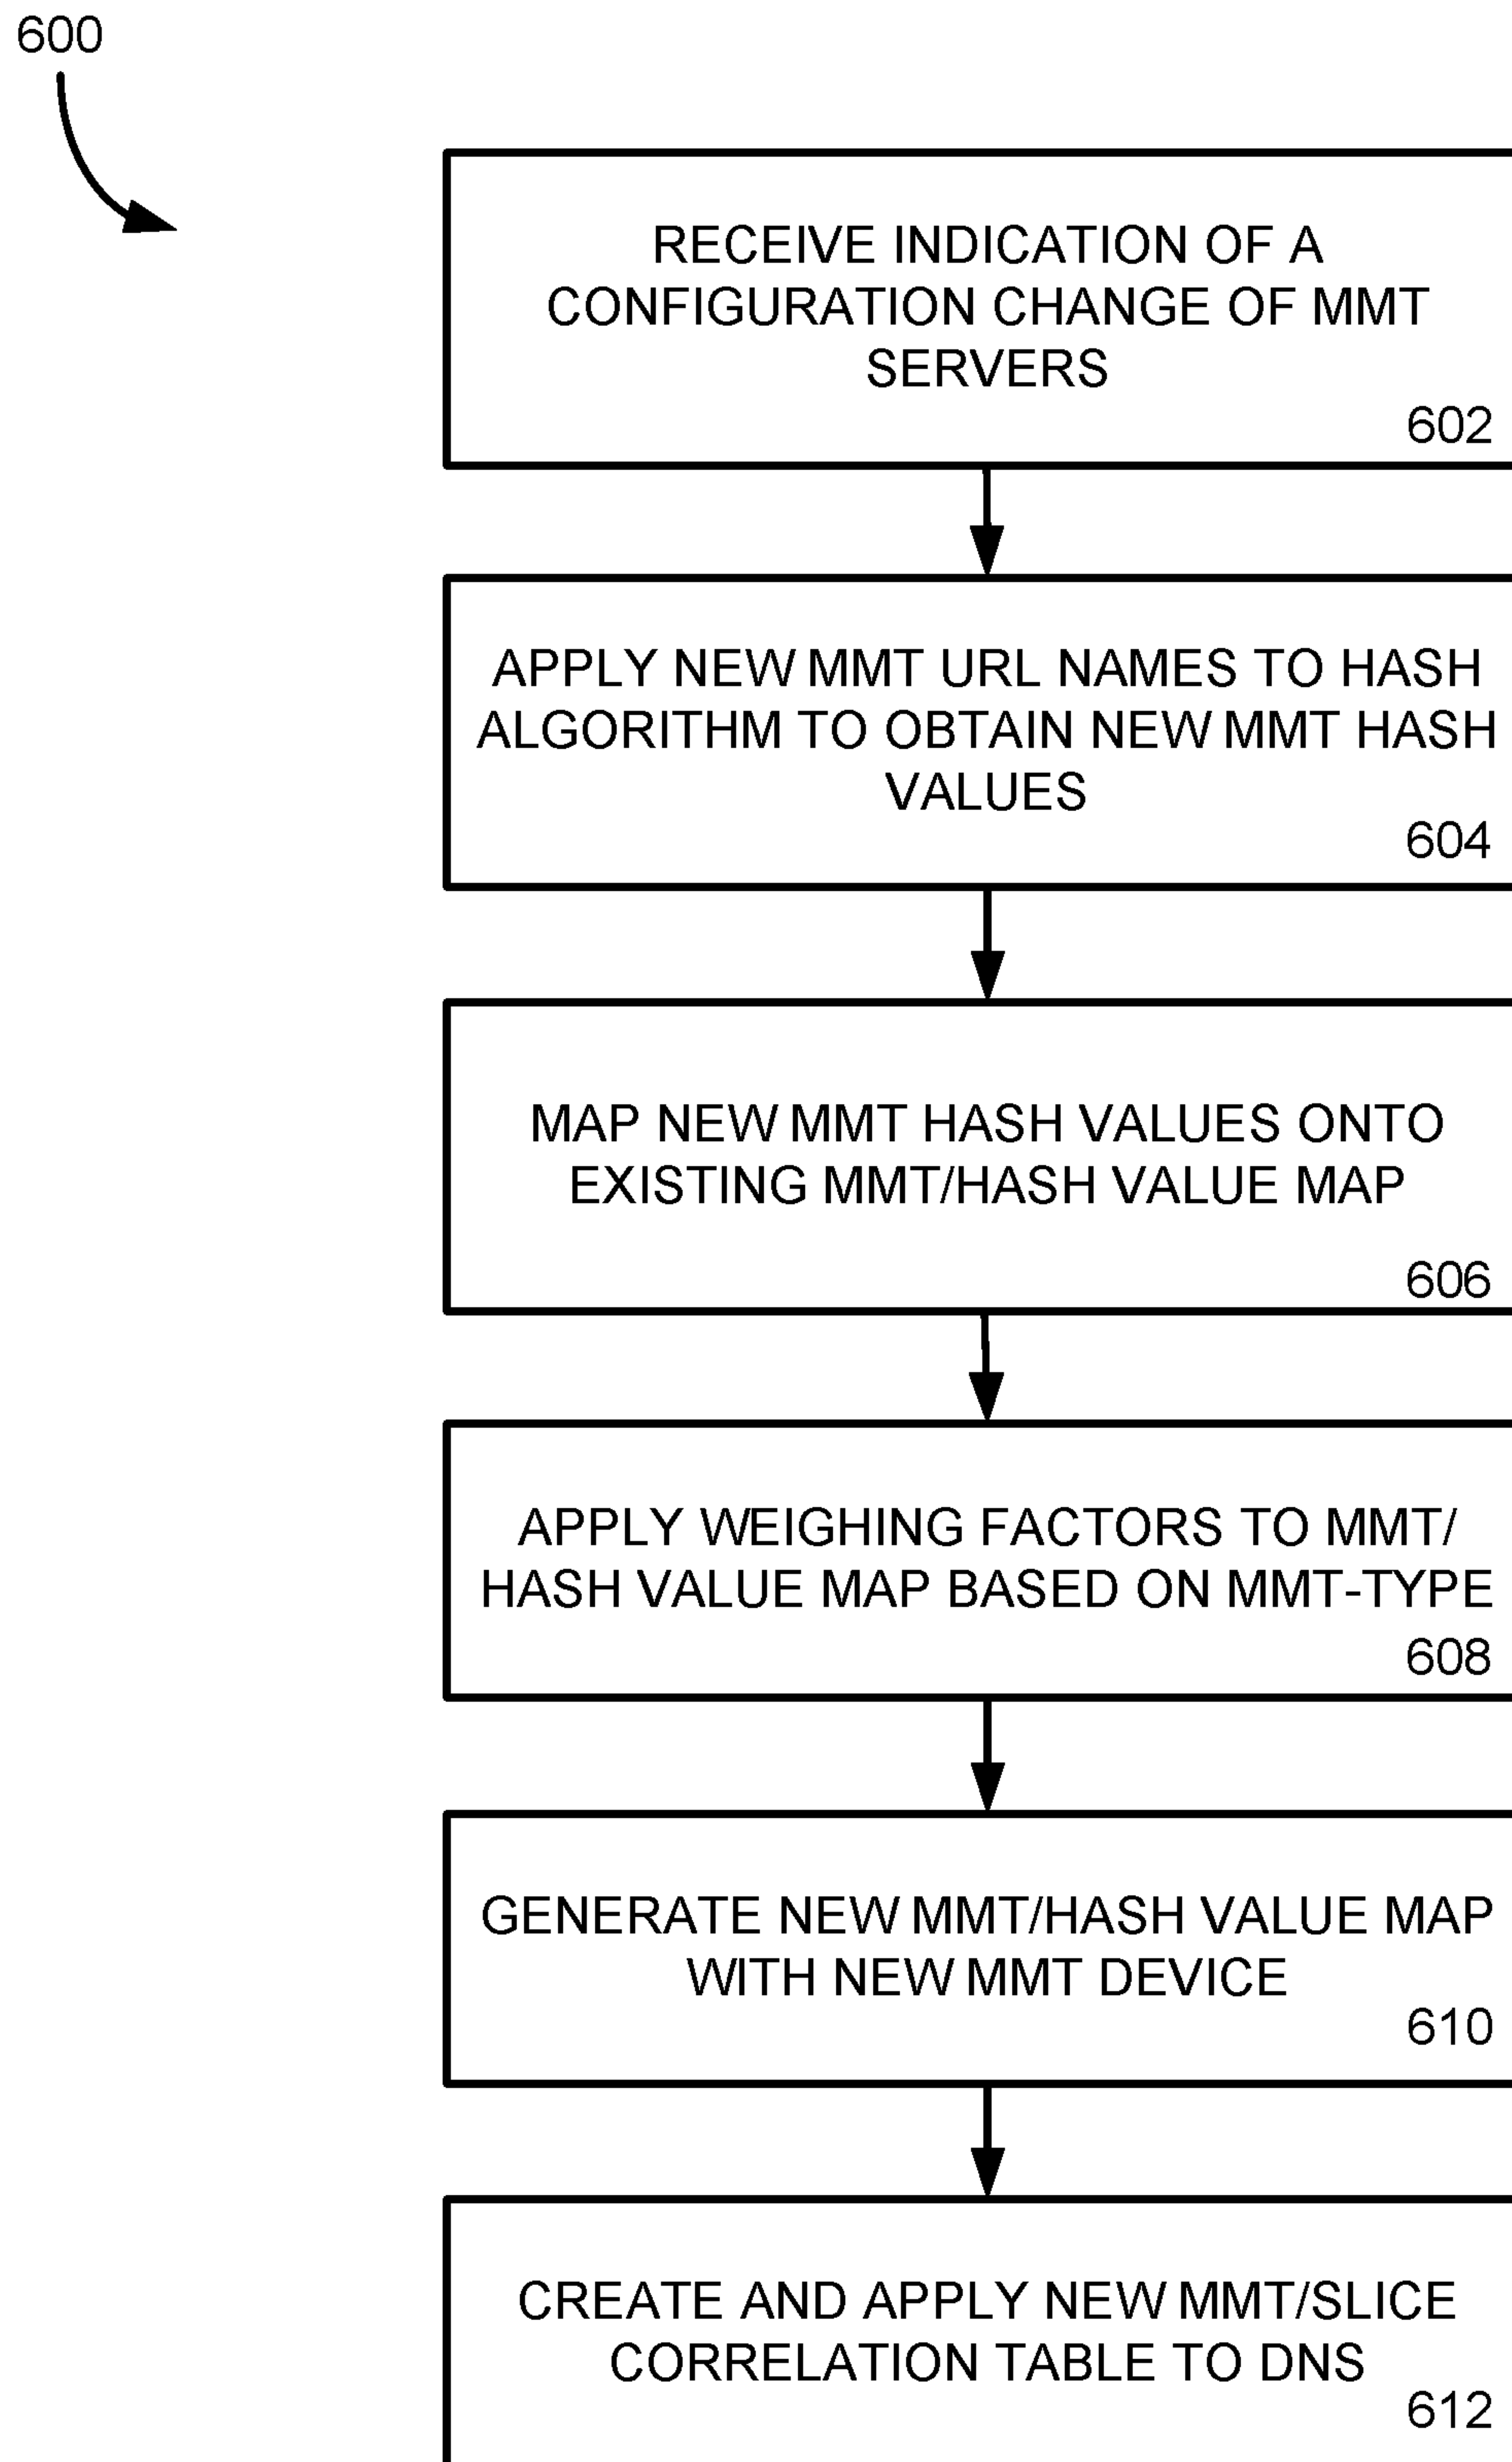 600
RECEIVE INDICATION OF A
CONFIGURATION CHANGE OF MMT
SERVERS
602
APPLY NEW MMT URL NAMES TO HASH
ALGORITHM TO OBTAIN NEW MMT HASH
VALUES
604
MAP NEW MMT HASH VALUES ONTO
EXISTING MMT/HASH VALUE MAP
606
APPLY WEIGHING FACTORS TO MMT/
HASH VALUE MAP BASED ON MMT-TYPE
608
GENERATE NEW MMT/HASH VALUE MAP
WITH NEW MMT DEVICE
610
CREATE AND APPLY NEW MMT/SLICE
CORRELATION TABLE TO DNS
612